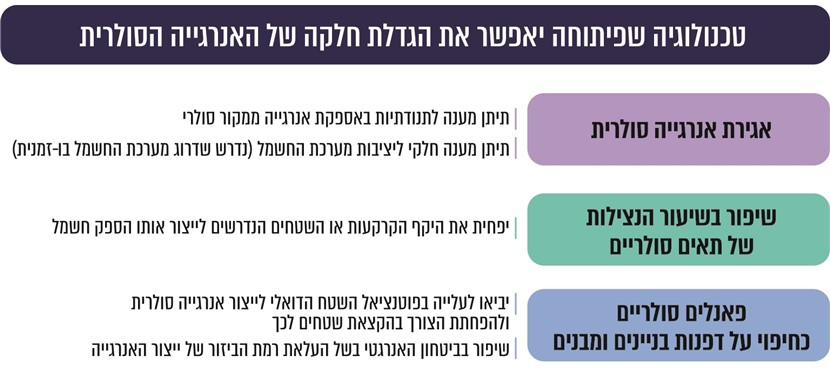 טכנולוגיה שפיתוחה יאפשר את הגדלת חלקה של האנרגייה הסולרית
אגירת אנרגייה סולרית
תיתן מענה לתנודתיות באספקת אנרגייה ממקור סולרי
תיתן מענה חלקי ליציבות מערכת החשמל (נדרש שדרוג מערכת החשמל בו-זמנית)
שיפור בשיעור הנצילות
של תאים סולריים
יפחית את היקף הקרקעות או השטחים הנדרשים לייצור אותו הספק חשמל
פאנלים סולריים
כחיפוי על דפנות בניינים ומבנים
יביאו לעלייה בפוטנציאל השטח הדואלי לייצור אנרגייה סולרית
ולהפחתת הצורך בהקצאת שטחים לכך
שיפור בביטחון האנרגטי בשל העלאת רמת הביזור של ייצור האנרגייה